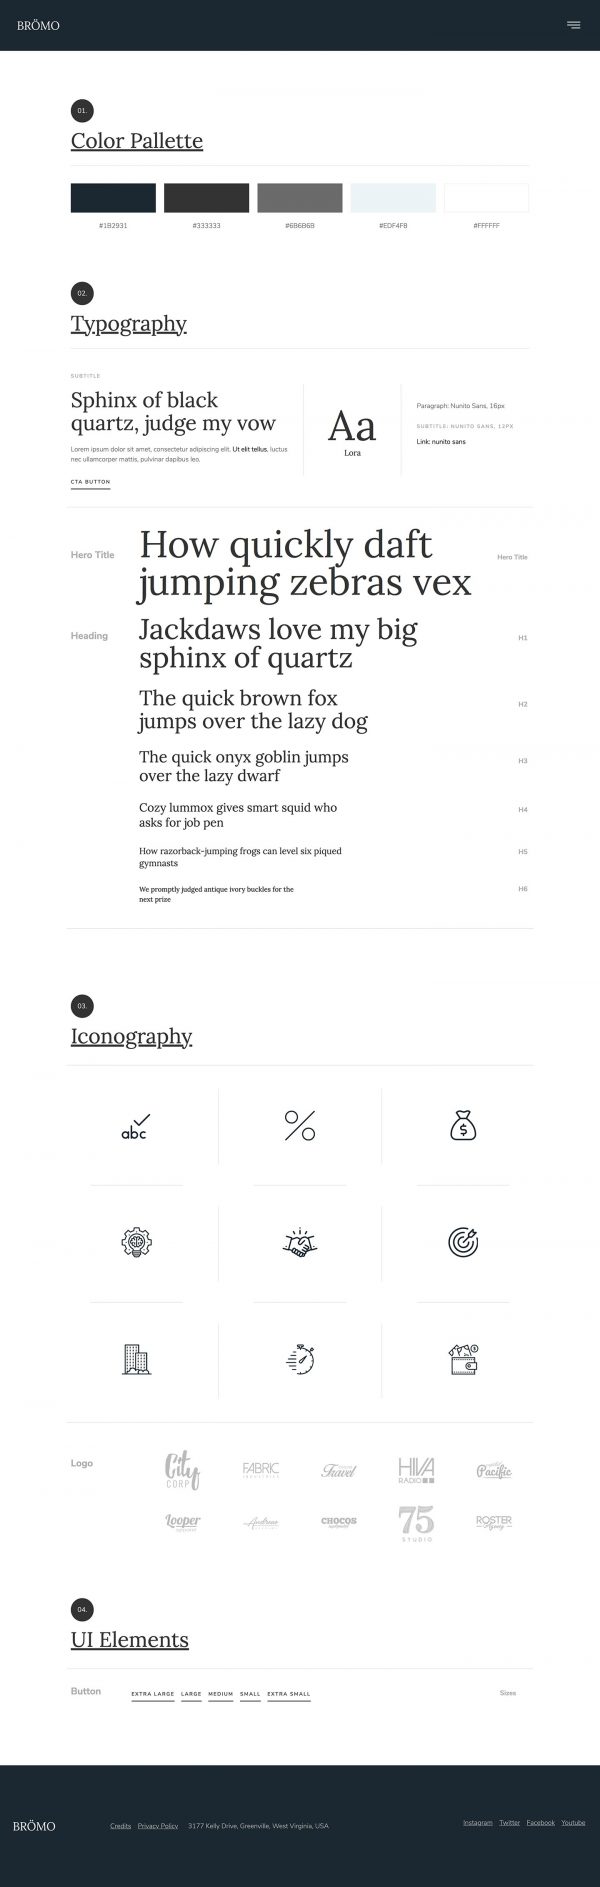 BRÖMO
01.
Color Pallette
#1B2931
#333333
#6B6B6B
#EDF4F8
#FFFFFF
02.
Typography
SUBTITLE
Sphinx of black
quartz, judge my vow
Lorem ipsum dolor sit amet, consectetur adipiscing elit. Ut elit tellus, luctus
nec ullamcorper mattis, pulvinar dapibus leo.
CTA BUTTON
Aa
Lora
Paragraph: Nunito Sans, 16px
SUBTITLE: NUNITO SANS, 12PX
Link: nunito sans
Hero Title
How quickly daft
jumping zebras vex
Hero Title
Heading
Jackdaws love my big
sphinx of quartz
H1
The quick brown fox
jumps over the lazy dog
H2
The quick onyx goblin jumps
over the lazy dwarf
H3
Cozy lummox gives smart squid who
asks for job pen
H4
How razorback-jumping frogs can level six piqued
gymnasts
H5
We promptly judged antique ivory buckles for the
next prize
H6
03.
Iconography
abc
%
$
Logo
City
CORP
FABRIC
Travel
HIVA
RADIO
Pacific
Looper
Andreas
CHOCOS
75
STUDIO
ROSTER
Agency
04.
UI Elements
Button
EXTRA LARGE LARGE MEDIUM SMALL EXTRA SMALL
Sizes
BRÖMO
Credits Privacy Policy 3177 Kelly Drive, Greenville, West Virginia, USA
Instagram Twitter Facebook Youtube